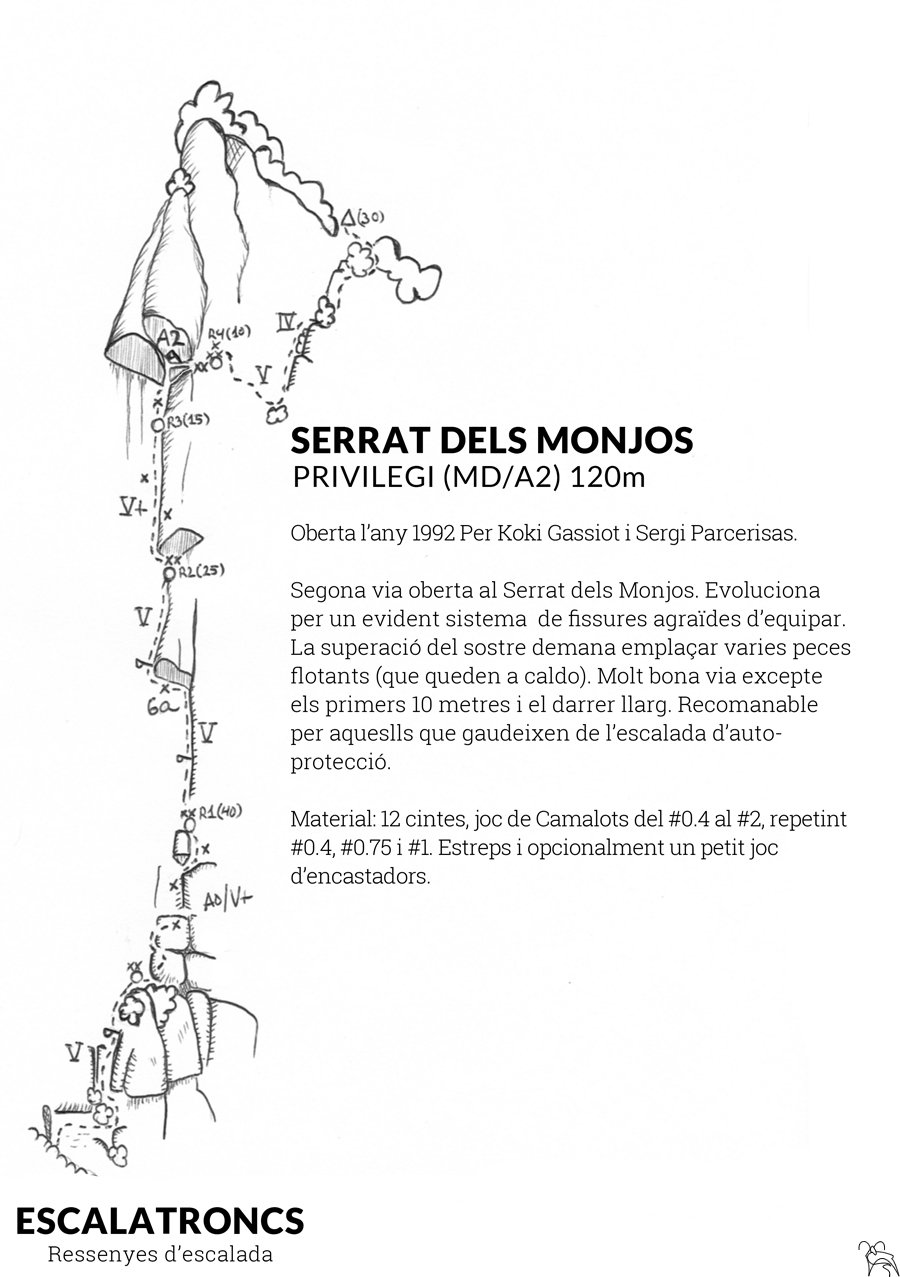 Δ(30)
A2
A
R4(10)
IV
V
R3(15)
V+
R2(25)
V
6a
V
R1(40)
A0/V+
V
SERRAT DELS MONJOS
PRIVILEGI (MD/A2) 120m
Oberta l’any 1992 Per Koki Gassiot i Sergi Parcerisas.
Segona via oberta al Serrat dels Monjos. Evoluciona
per un evident sistema de fissures agraïdes d’equipar.
La superació del sostre demana emplaçar varies peces
flotants (que queden a caldo). Molt bona via excepte
els primers 10 metres i el darrer llarg. Recomanable
per aqueslls que gaudeixen de l’escalada d’auto-
protecció.
Material: 12 cintes, joc de Camalots del #0.4 al #2, repetint
#0.4, #0.75 i #1. Estreps i opcionalment un petit joc
d’encastadors.
ESCALATRONCS
Ressenyes d’escalada